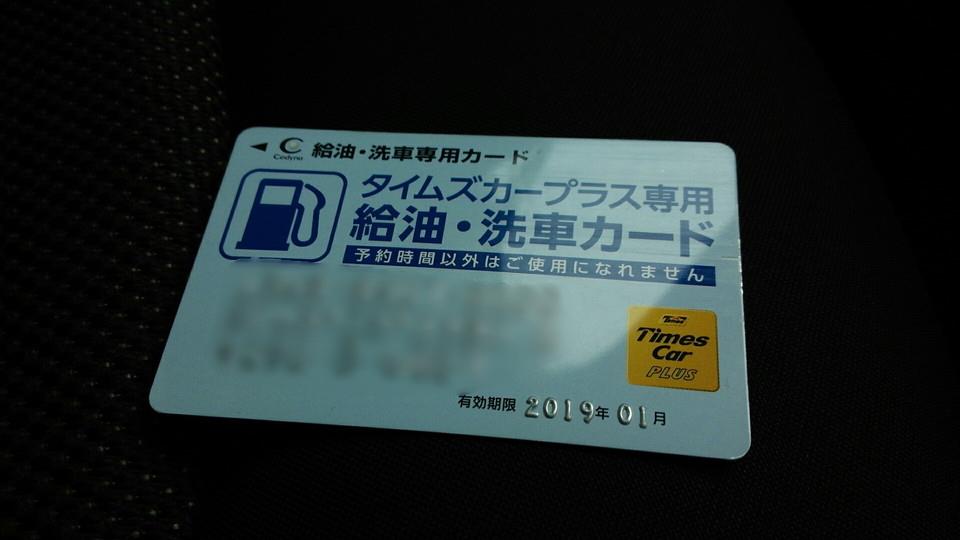 ◀ Cedyna 給油・洗車専用カード
タイムズカープラス専用
給油・洗車カード
予約時間以外はご使用になれません
Times
Times
Car
PLUS
有効期限 2019年 01月